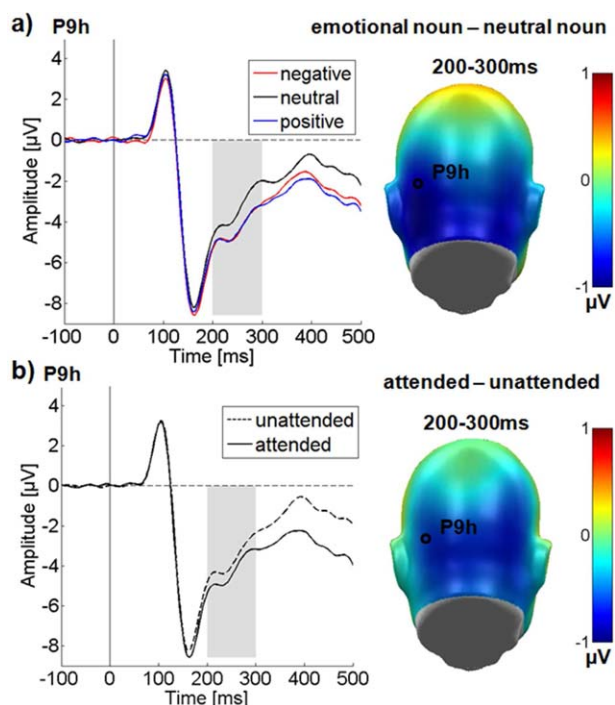 a) P9h
emotional noun – neutral noun
4
2
0
-2
-4
-6
-8
Amplitude [µV]
negative
neutral
positive
-100 0 100 200 300 400 500
Time [ms]
200-300ms
P9h
1
0
-1
µV
b) P9h
attended – unattended
4
2
0
-2
-4
-6
-8
Amplitude [µV]
unattended
attended
-100 0 100 200 300 400 500
Time [ms]
200-300ms
P9h
1
0
-1
µV